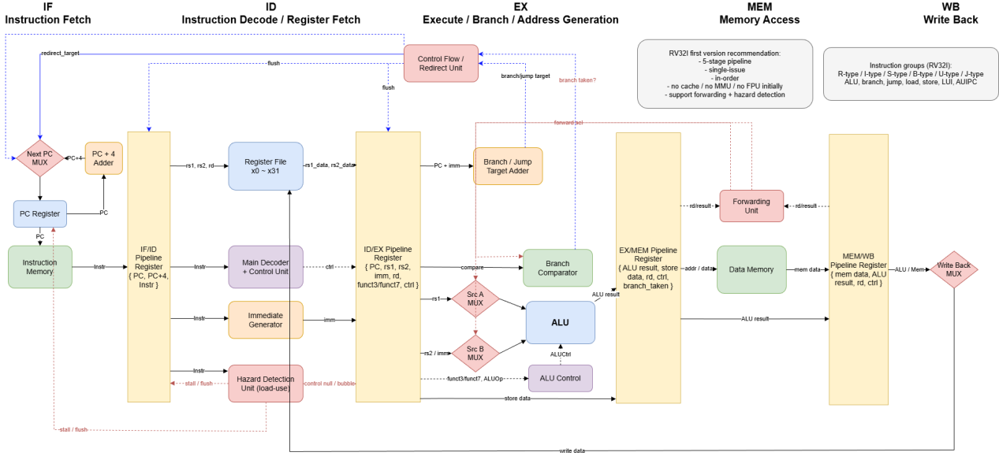 IF
Instruction Fetch
ID
Instruction Decode / Register Fetch
EX
Execute / Branch / Address Generation
MEM
Memory Access
WB
Write Back
redirect_target
flush
flush
Control Flow /
Redirect Unit
branch/jump target
branch taken?
RV32I first version recommendation:
- 5-stage pipeline
- single-issue
- in-order
- no cache / no MMU / no FPU initially
- support forwarding + hazard detection
Instruction groups (RV32I):
R-type / I-type / S-type / B-type / U-type / J-type
ALU, branch, jump, load, store, LUI, AUIPC
forward sel
Next PC
MUX
PC+4
PC + 4
Adder
PC Register
PC
PC
Instruction
Memory
Instr
IF/ID
Pipeline
Register
{ PC, PC+4,
Instr }
rs1, rs2, rd
Register File
x0 ~ x31
rs1_data, rs2_data
Instr
Main Decoder
+ Control Unit
ctrl
Instr
Immediate
Generator
imm
Instr
Hazard Detection
Unit (load-use)
stall / flush
control null / bubble
stall / flush
ID/EX Pipeline
Register
{ PC, rs1, rs2,
imm, rd,
funct3/funct7, ctrl }
PC + imm
Branch / Jump
Target Adder
compare
Branch
Comparator
rs1
Src A
MUX
rs2 / imm
Src B
MUX
ALU
ALU result
ALUCtrl
funct3/funct7, ALUOp
ALU Control
store data
EX/MEM Pipeline
Register
{ ALU result, store
data, rd, ctrl,
branch_taken }
rd/result
Forwarding
Unit
rd/result
addr / data
Data Memory
mem data
ALU result
MEM/WB
Pipeline Register
{ mem data, ALU
result, rd, ctrl }
ALU / Mem
Write Back
MUX
write data